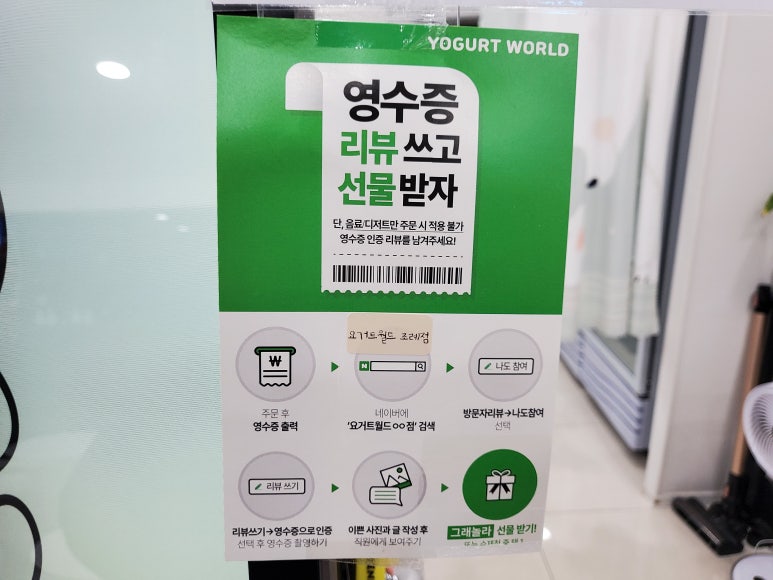 YOGURT WORLD
영수증
리뷰 쓰고
선물 받자
단, 음료/디저트만 주문 시 적용 불가
영수증 인증 리뷰를 남겨주세요!
요거트월드 조례점
₩
N
나도 참여
주문 후
영수증 출력
네이버에
'요거트월드 ㅇㅇ점' 검색
방문자리뷰→나도참여
선택
리뷰 쓰기
리뷰쓰기→영수증으로 인증
선택 후 영수증 촬영하기
이쁜 사진과 글 작성 후
직원에게 보여주기
그래놀라 선물 받기!